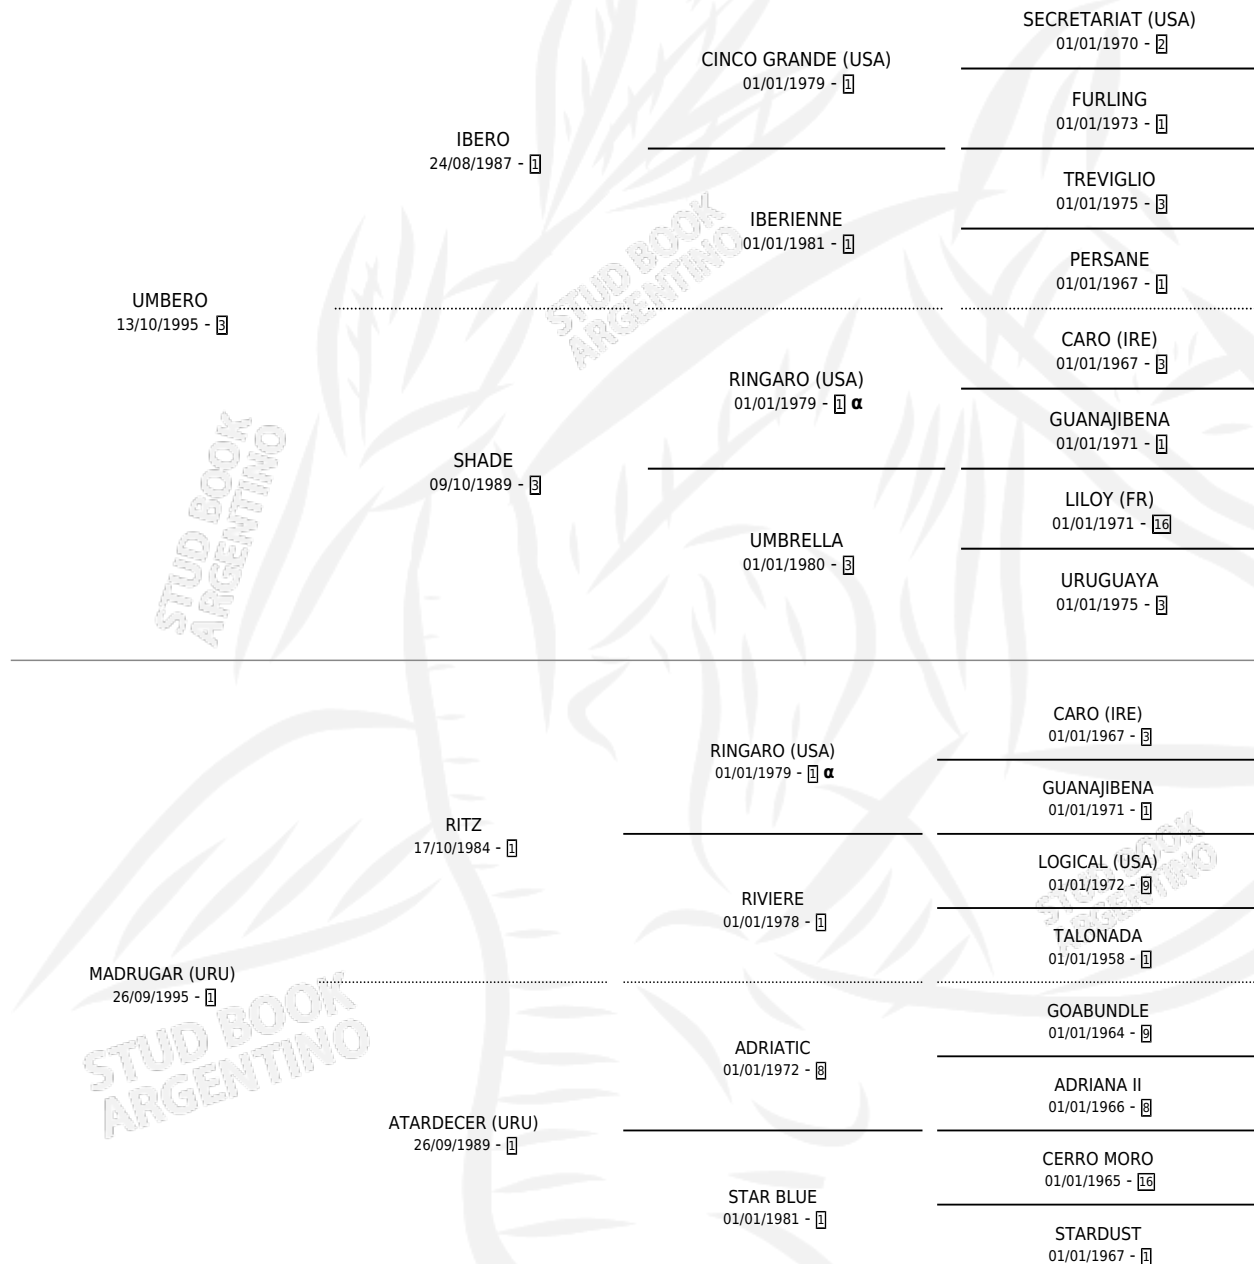 SECRETARIAT (USA)
01/01/1970 - 2
CINCO GRANDE (USA)
01/01/1979 - 1
FURLING
01/01/1973 - 1
IBERO
24/08/1987 - 1
TREVIGLIO
01/01/1975 - 3
IBERIENNE
01/01/1981 - 1
PERSANE
01/01/1967 - 1
UMBERO
13/10/1995 - 3
CARO (IRE)
01/01/1967 - 3
RINGARO (USA)
01/01/1979 - 1 α
GUANAJIBENA
01/01/1971 - 1
SHADE
09/10/1989 - 3
LILOY (FR)
01/01/1971 - 16
UMBRELLA
01/01/1980 - 3
URUGUAYA
01/01/1975 - 3
CARO (IRE)
01/01/1967 - 3
RINGARO (USA)
01/01/1979 - 1 α
GUANAJIBENA
01/01/1971 - 1
RITZ
17/10/1984 - 1
LOGICAL (USA)
01/01/1972 - 9
RIVIERE
01/01/1978 - 1
TALONADA
01/01/1958 - 1
MADRUGAR (URU)
26/09/1995 - 1
GOABUNDLE
01/01/1964 - 9
ADRIATIC
01/01/1972 - 8
ADRIANA II
01/01/1966 - 8
ATARDECER (URU)
26/09/1989 - 1
CERRO MORO
01/01/1965 - 16
STAR BLUE
01/01/1981 - 1
STARDUST
01/01/1967 - 1
STUD BOOK
ARGENTINO
STUD BOOK
ARGENTINO
STUD BOOK
ARGENTINO
STUD BOOK
ARGENTINO